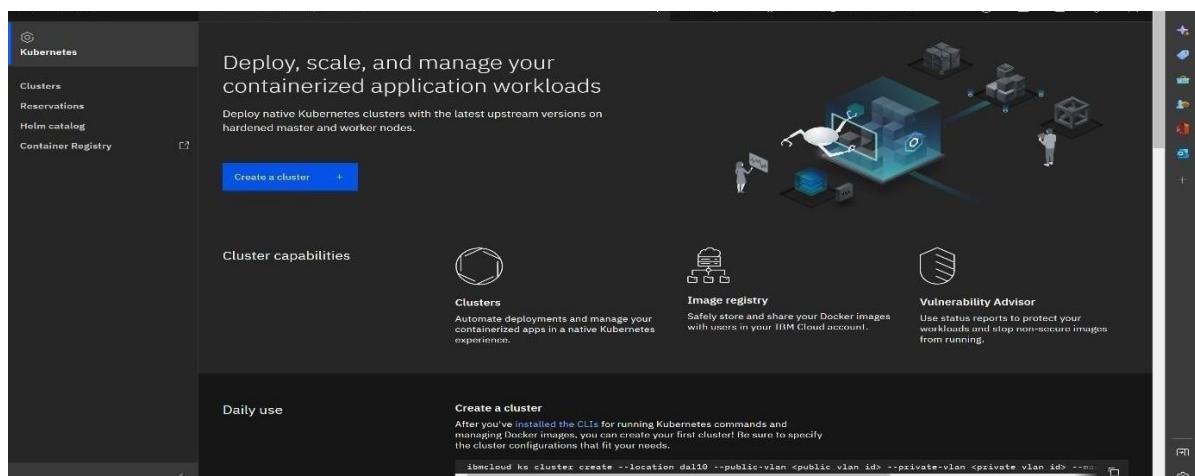 Kubernetes
Clusters
Reservations
Helm catalog
Container Registry
Deploy, scale, and manage your
containerized application workloads
Deploy native Kubernetes clusters with the latest upstream versions on
hardened master and worker nodes.
Create a cluster +
Cluster capabilities
Clusters
Automate deployments and manage your
containerized apps in a native Kubernetes
experience.
Image registry
Safely store and share your Docker images
with users in your IBM Cloud account.
Vulnerability Advisor
Use status reports to protect your
workloads and stop non-secure images
from running.
Daily use
Create a cluster
After you've installed the CLIs for running Kubernetes commands and
managing Docker images, you can create your first cluster! Be sure to specify
the cluster configurations that fit your needs.
ibmcloud ks cluster create --location dal10 --public-vlan <public vlan id> --private-vlan <private vlan id>